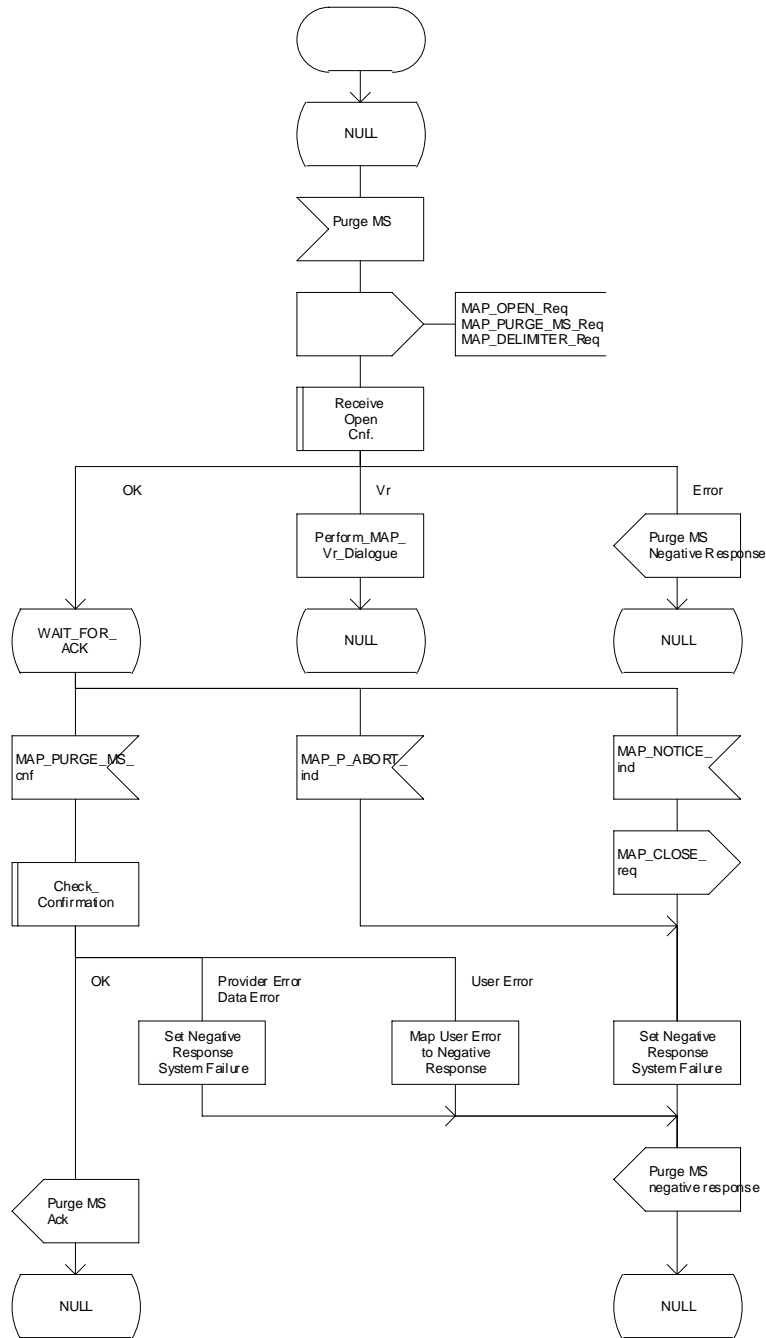 NULL
Purge MS
MAP_OPEN_Req
MAP_PURGE_MS_Req
MAP_DELIMITER_Req
Receive
Open
Cnf.
OK
Vr
Error
Perform_MAP_
Vr_Dialogue
Purge MS
Negative Response
WAIT_FOR_
ACK
NULL
NULL
MAP_PURGE_MS_
cnf
MAP_P_ABORT_
ind
MAP_NOTICE_
ind
MAP_CLOSE_
req
Check_
Confirmation
OK
Provider Error
Data Error
User Error
Set Negative
Response
System Failure
Map User Error
to Negative
Response
Set Negative
Response
System Failure
Purge MS
Ack
Purge MS
negative response
NULL
NULL